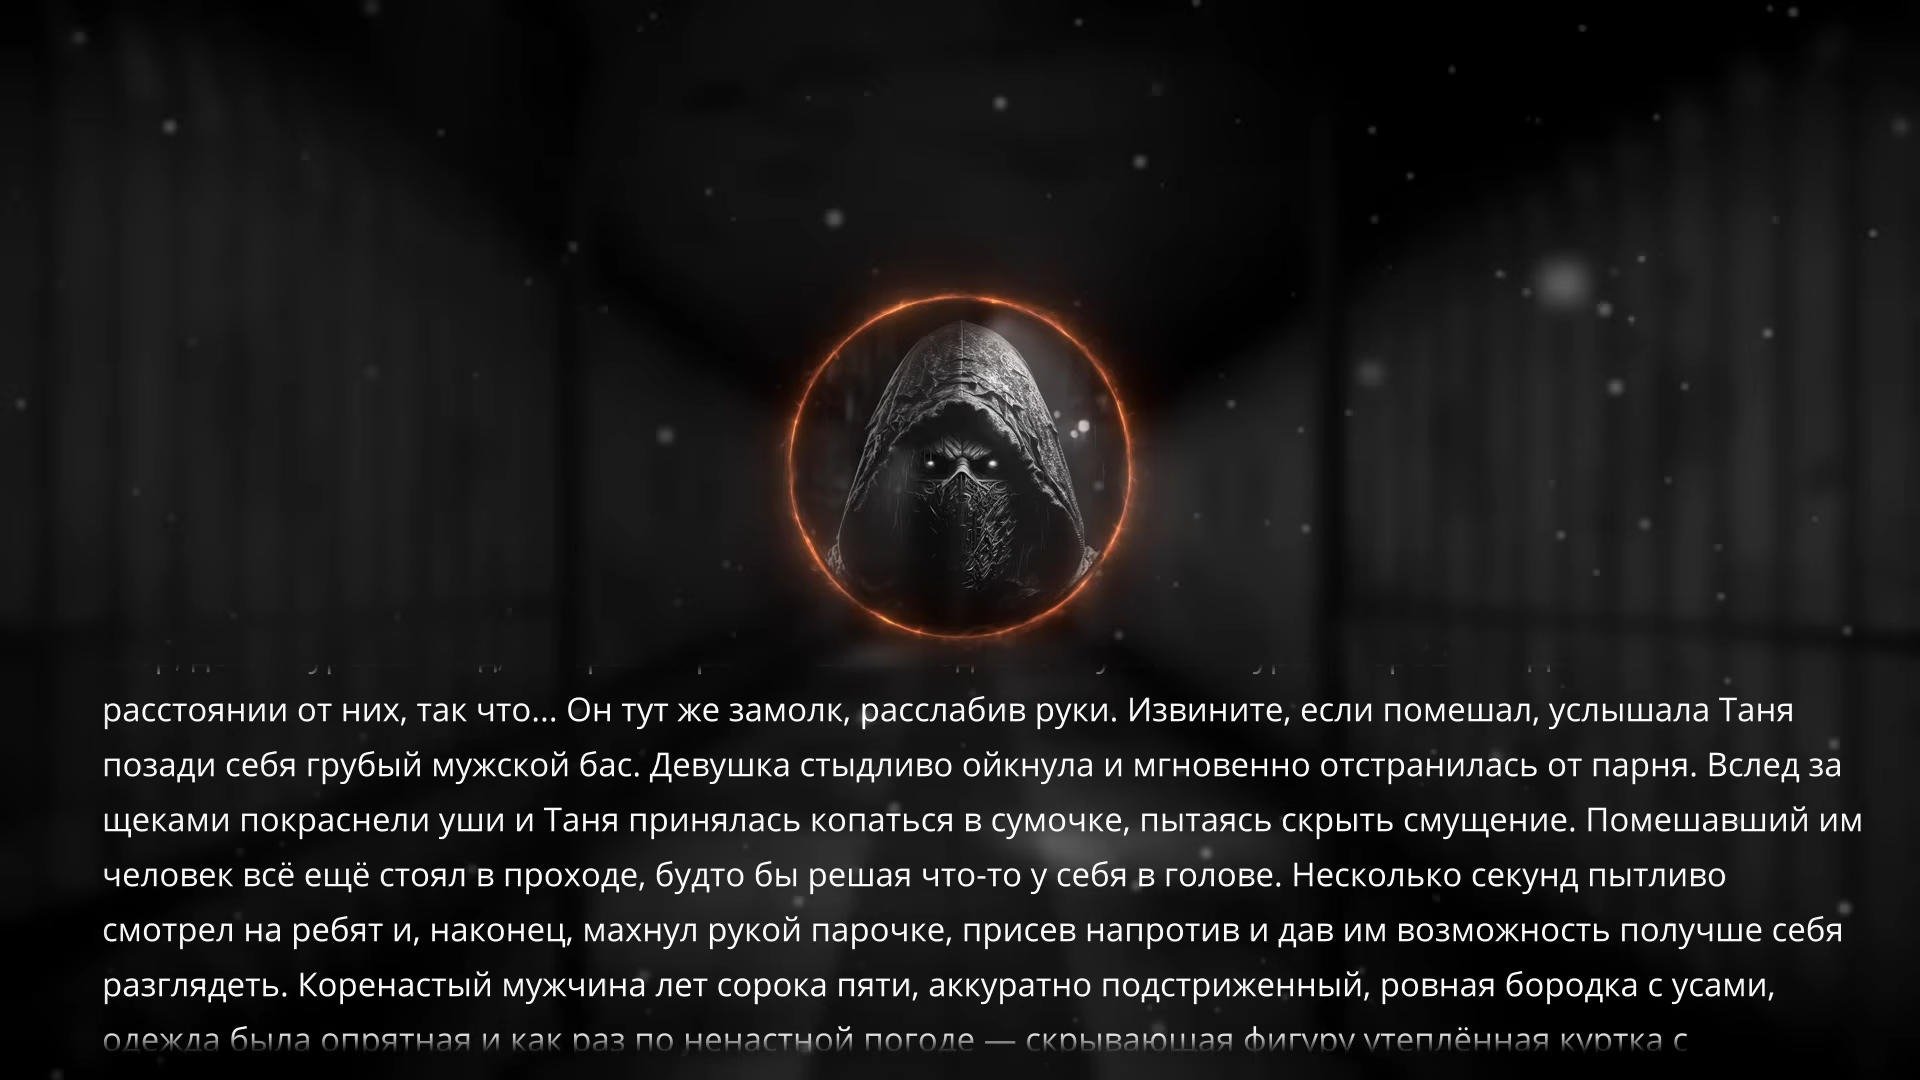 расстоянии от них, так что... Он тут же замолк, расслабив руки. Извините, если помешал, услышала Таня
позади себя грубый мужской бас. Девушка стыдливо ойкнула и мгновенно отстранилась от парня. Вслед за
щеками покраснели уши и Таня принялась копаться в сумочке, пытаясь скрыть смущение. Помешавший им
человек всё ещё стоял в проходе, будто бы решая что-то у себя в голове. Несколько секунд пытливо
смотрел на ребят и, наконец, махнул рукой парочке, присев напротив и дав им возможность получше себя
разглядеть. Коренастый мужчина лет сорока пяти, аккуратно подстриженный, ровная бородка с усами,
одежда была опрятная и как раз по ненастной погоде — скрывающая фигуру утеплённая куртка с